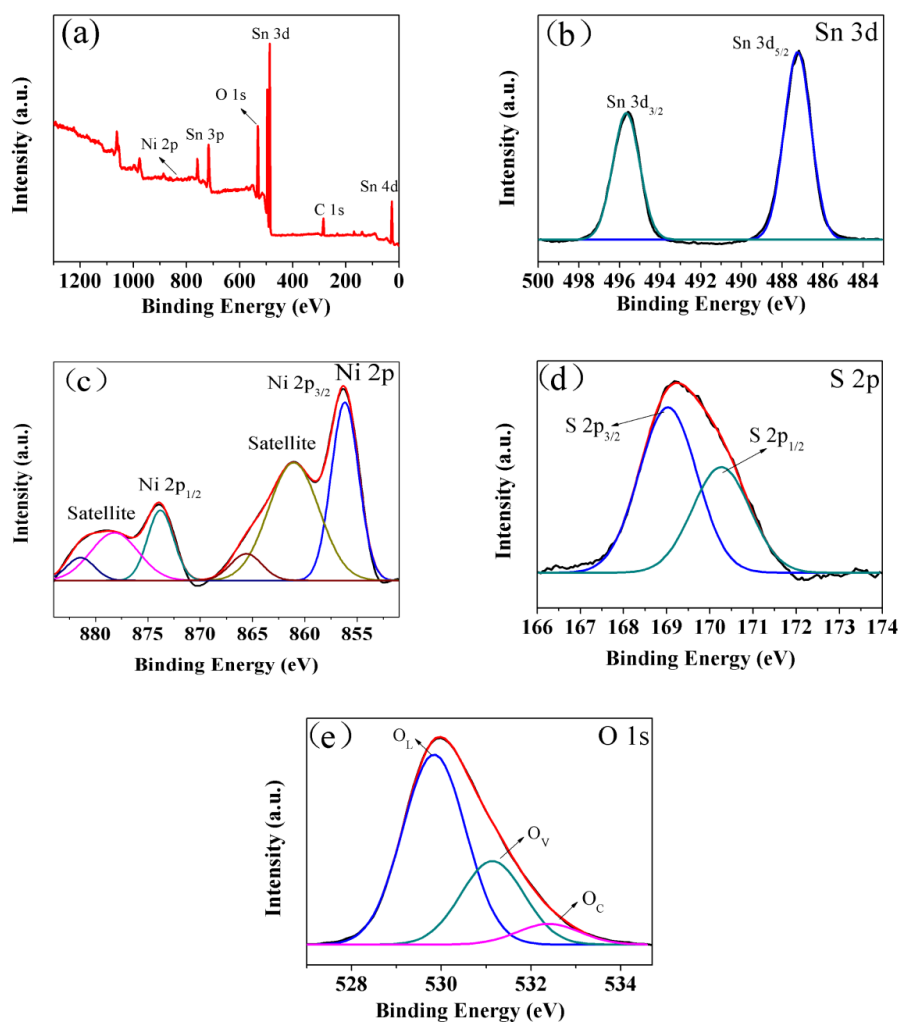 (a)
Sn 3d
O 1s
Sn 3p
Ni 2p
Sn 4d
C 1s
Intensity (a.u.)
1200 1000 800 600 400 200 0
Binding Energy (eV)
(b)
Sn 3d
Sn 3d5/2
Sn 3d3/2
Intensity (a.u.)
500 498 496 494 492 490 488 486 484
Binding Energy (eV)
(c)
Ni 2p
Ni 2p3/2
Satellite
Ni 2p1/2
Satellite
Intensity (a.u.)
880 875 870 865 860 855
Binding Energy (eV)
(d)
S 2p
S 2p3/2
S 2p1/2
Intensity (a.u.)
166 167 168 169 170 171 172 173 174
Binding Energy (eV)
(e)
O 1s
OL
OV
OC
Intensity (a.u.)
528 530 532 534
Binding Energy (eV)